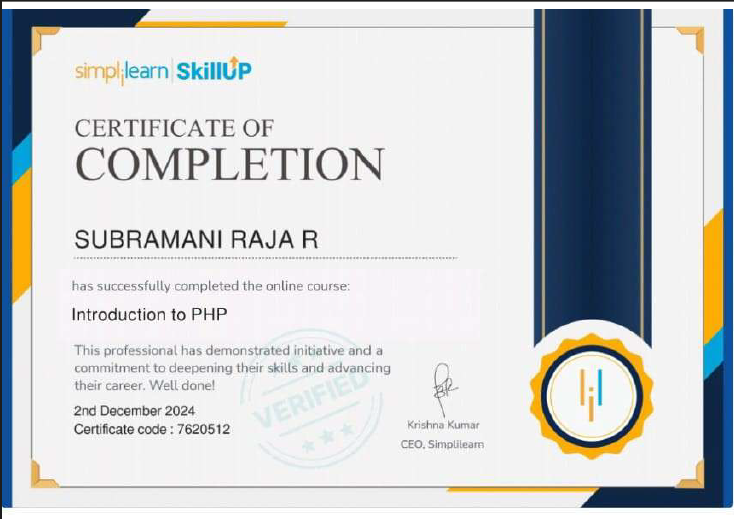 simplilearn | SkillUP
CERTIFICATE OF
COMPLETION
SUBRAMANI RAJA R
has successfully completed the online course:
Introduction to PHP
This professional has demonstrated initiative and a
commitment to deepening their skills and advancing
their career. Well done!
VERIFIED
2nd December 2024
Certificate code : 7620512
Krishna Kumar
CEO, Simplilearn